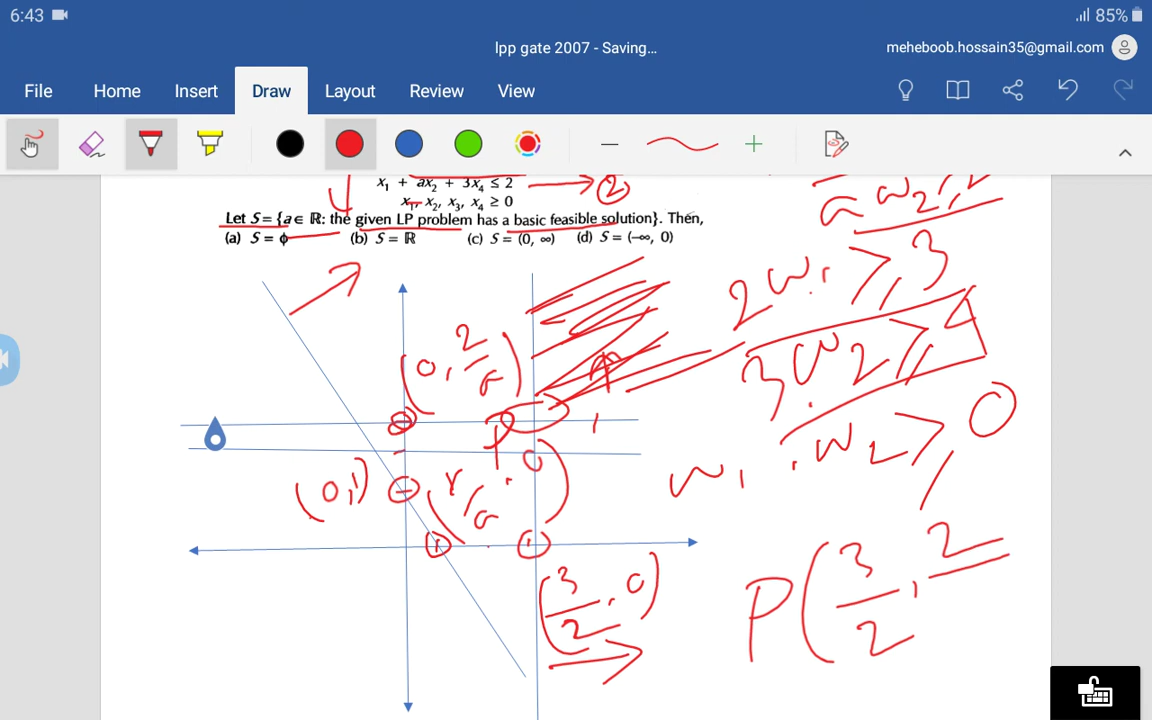 6:43 85%
lpp gate 2007 - Saving...
meheboob.hossain35@gmail.com
File Home Insert Draw Layout Review View
x₁ + ax₂ + 3x₄ ≤ 2 → ②
x₁, x₂, x₃, x₄ ≥ 0
Let S = {a ∈ ℝ: the given LP problem has a basic feasible solution}. Then,
(a) S = ϕ (b) S = ℝ (c) S = (0, ∞) (d) S = (−∞, 0)
2w₁ ≥ 3
3w₂ ≥ 4
w₁, w₂ ≥ 0
(0, 2/a)
P
(0,1)
(3/2, 0)
P(3/2, 2